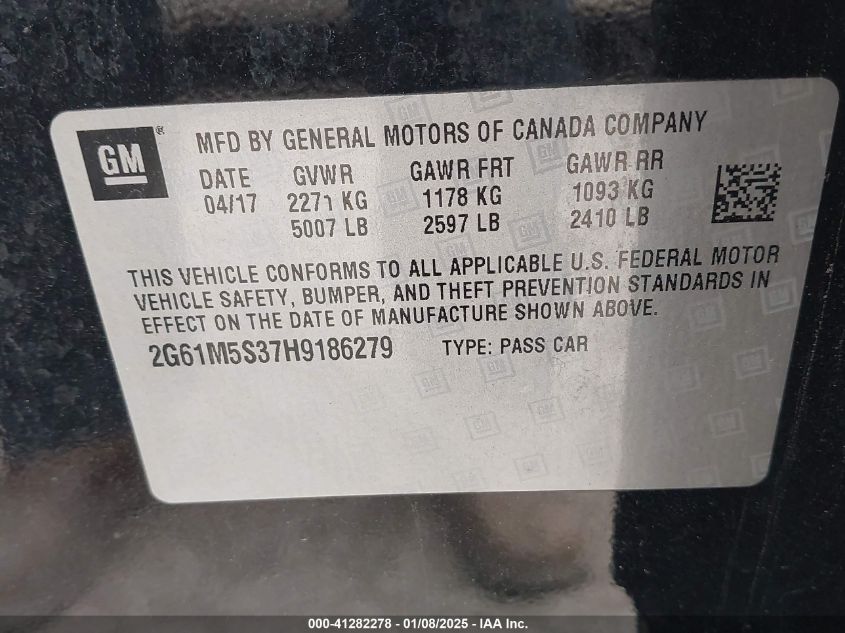 GM ®
MFD BY GENERAL MOTORS OF CANADA COMPANY
DATE GVWR GAWR FRT GAWR RR
04/17 2271 KG 1178 KG 1093 KG
5007 LB 2597 LB 2410 LB
THIS VEHICLE CONFORMS TO ALL APPLICABLE U.S. FEDERAL MOTOR
VEHICLE SAFETY, BUMPER, AND THEFT PREVENTION STANDARDS IN
EFFECT ON THE DATE OF MANUFACTURE SHOWN ABOVE.
2G61M5S37H9186279 TYPE: PASS CAR
000-41282278 - 01/08/2025 - IAA Inc.